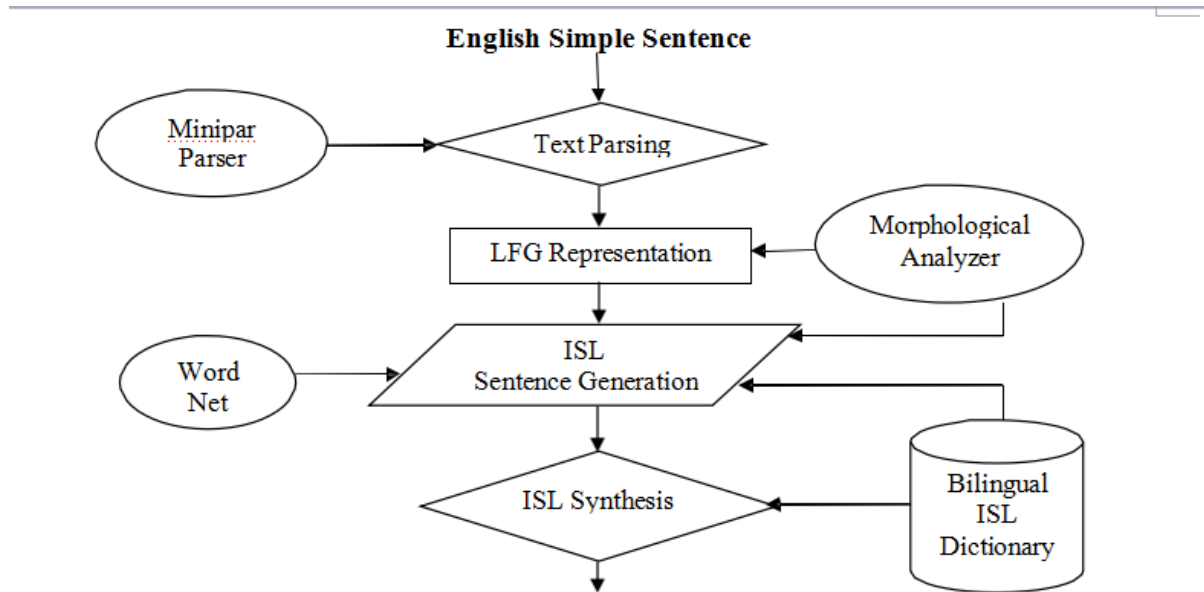 English Simple Sentence
Minipar
Parser
Text Parsing
LFG Representation
Morphological
Analyzer
ISL
Sentence Generation
Word
Net
ISL Synthesis
Bilingual
ISL
Dictionary